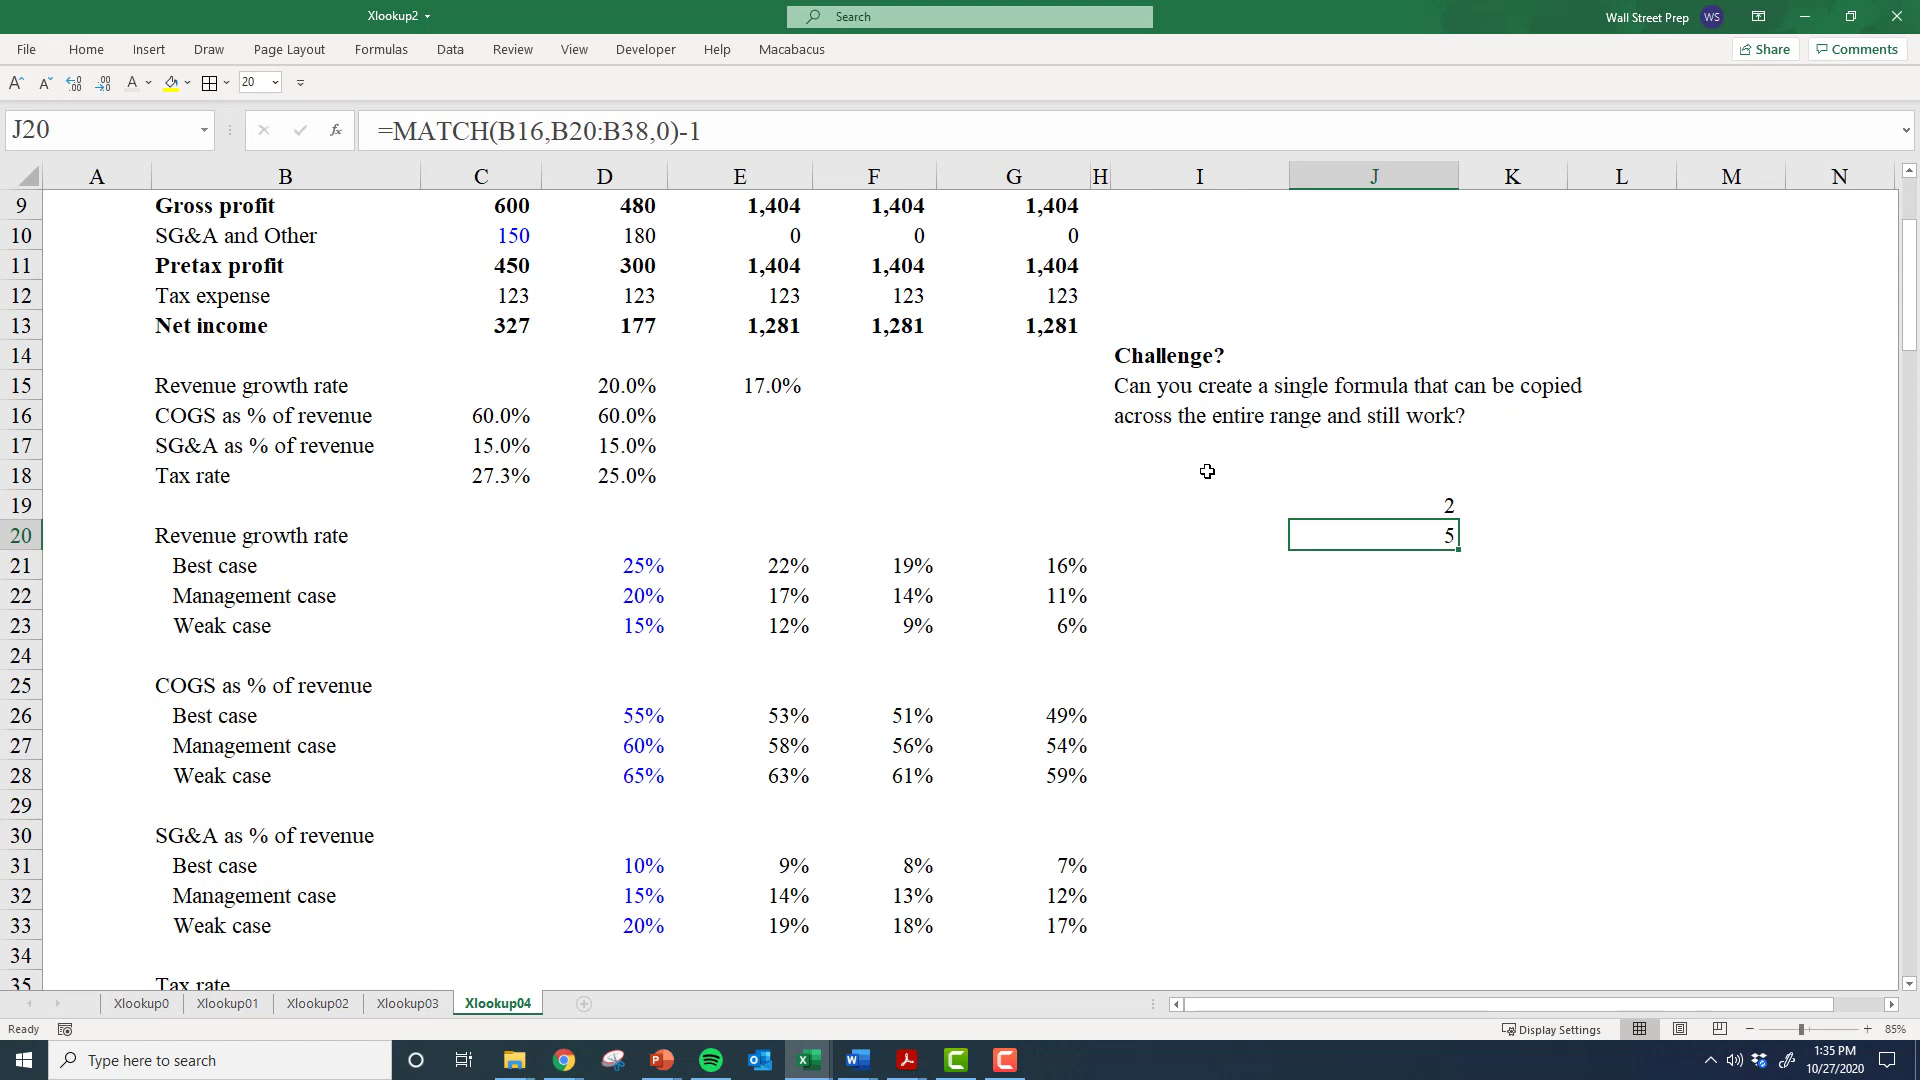 Xlookup2
Search
Wall Street Prep
WS
File Home Insert Draw Page Layout Formulas Data Review View Developer Help Macabacus
Share Comments
20
J20 fx =MATCH(B16,B20:B38,0)-1
A B C D E F G H I J K L M N
9 Gross profit 600 480 1,404 1,404 1,404
10 SG&A and Other 150 180 0 0 0
11 Pretax profit 450 300 1,404 1,404 1,404
12 Tax expense 123 123 123 123 123
13 Net income 327 177 1,281 1,281 1,281
14 Challenge?
15 Revenue growth rate 20.0% 17.0% Can you create a single formula that can be copied
16 COGS as % of revenue 60.0% 60.0% across the entire range and still work?
17 SG&A as % of revenue 15.0% 15.0%
18 Tax rate 27.3% 25.0%
19 2
20 Revenue growth rate 5
21 Best case 25% 22% 19% 16%
22 Management case 20% 17% 14% 11%
23 Weak case 15% 12% 9% 6%
24
25 COGS as % of revenue
26 Best case 55% 53% 51% 49%
27 Management case 60% 58% 56% 54%
28 Weak case 65% 63% 61% 59%
29
30 SG&A as % of revenue
31 Best case 10% 9% 8% 7%
32 Management case 15% 14% 13% 12%
33 Weak case 20% 19% 18% 17%
34
35 Tax rate
Xlookup0 Xlookup01 Xlookup02 Xlookup03 Xlookup04
Ready Display Settings 85%
Type here to search
1:35 PM
10/27/2020